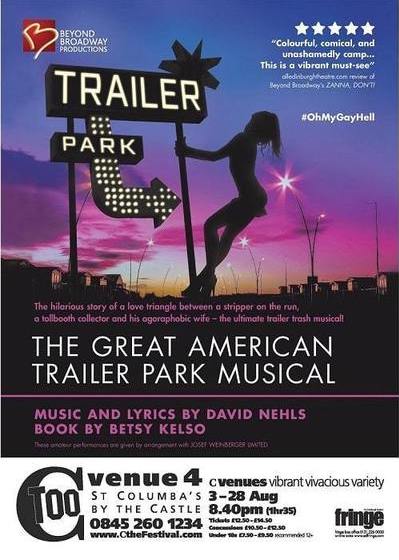 BEYOND
BROADWAY
PRODUCTIONS
"Colourful, comical, and
unashamedly camp...
This is a vibrant must-see"
alledinburghtheatre.com review of
Beyond Broadway's ZANNA, DON'T!
#OhMyGayHell
TRAILER
PARK
The hilarious story of a love triangle between a stripper on the run,
a tollbooth collector and his agoraphobic wife – the ultimate trailer trash musical!
THE GREAT AMERICAN
TRAILER PARK MUSICAL
MUSIC AND LYRICS BY DAVID NEHLS
BOOK BY BETSY KELSO
These amateur performances are given by arrangement with JOSEF WEINBERGER LIMITED
C TOO
venue 4
ST COLUMBA'S
BY THE CASTLE
0845 260 1234
www.CtheFestival.com
C venues vibrant vivacious variety
3–28 Aug
8.40pm (1hr35)
Tickets £12.50–£14.50
Concessions £10.50–£12.50
Under 18s £7.50–£9.50 recommended 12+
fringe